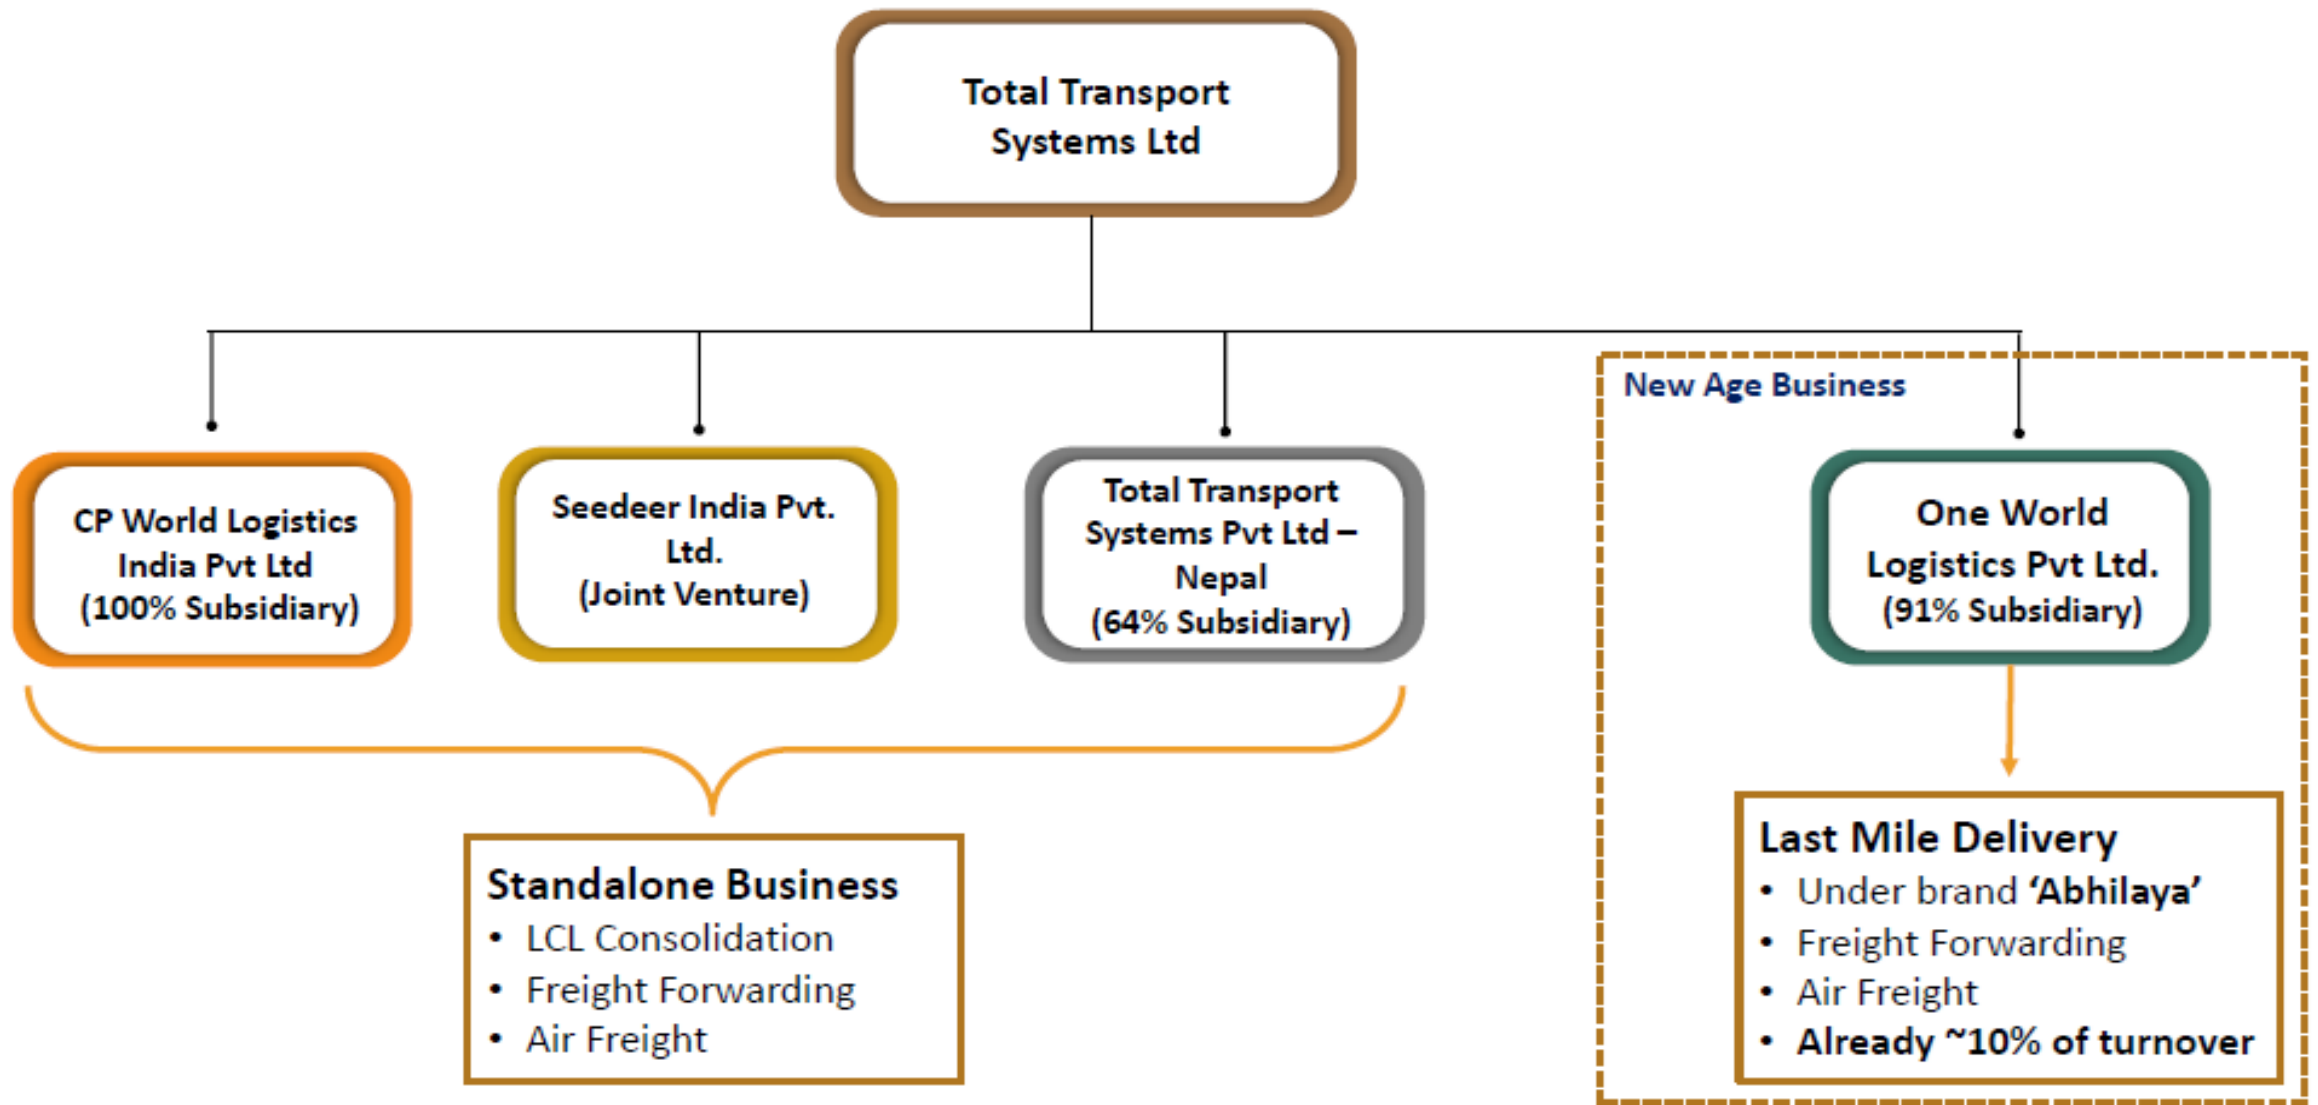 Total Transport
Systems Ltd
New Age Business
CP World Logistics
India Pvt Ltd
(100% Subsidiary)
Seedeer India Pvt.
Ltd.
(Joint Venture)
Total Transport
Systems Pvt Ltd –
Nepal
(64% Subsidiary)
One World
Logistics Pvt Ltd.
(91% Subsidiary)
Standalone Business
• LCL Consolidation
• Freight Forwarding
• Air Freight
Last Mile Delivery
• Under brand ‘Abhilaya’
• Freight Forwarding
• Air Freight
• Already ~10% of turnover